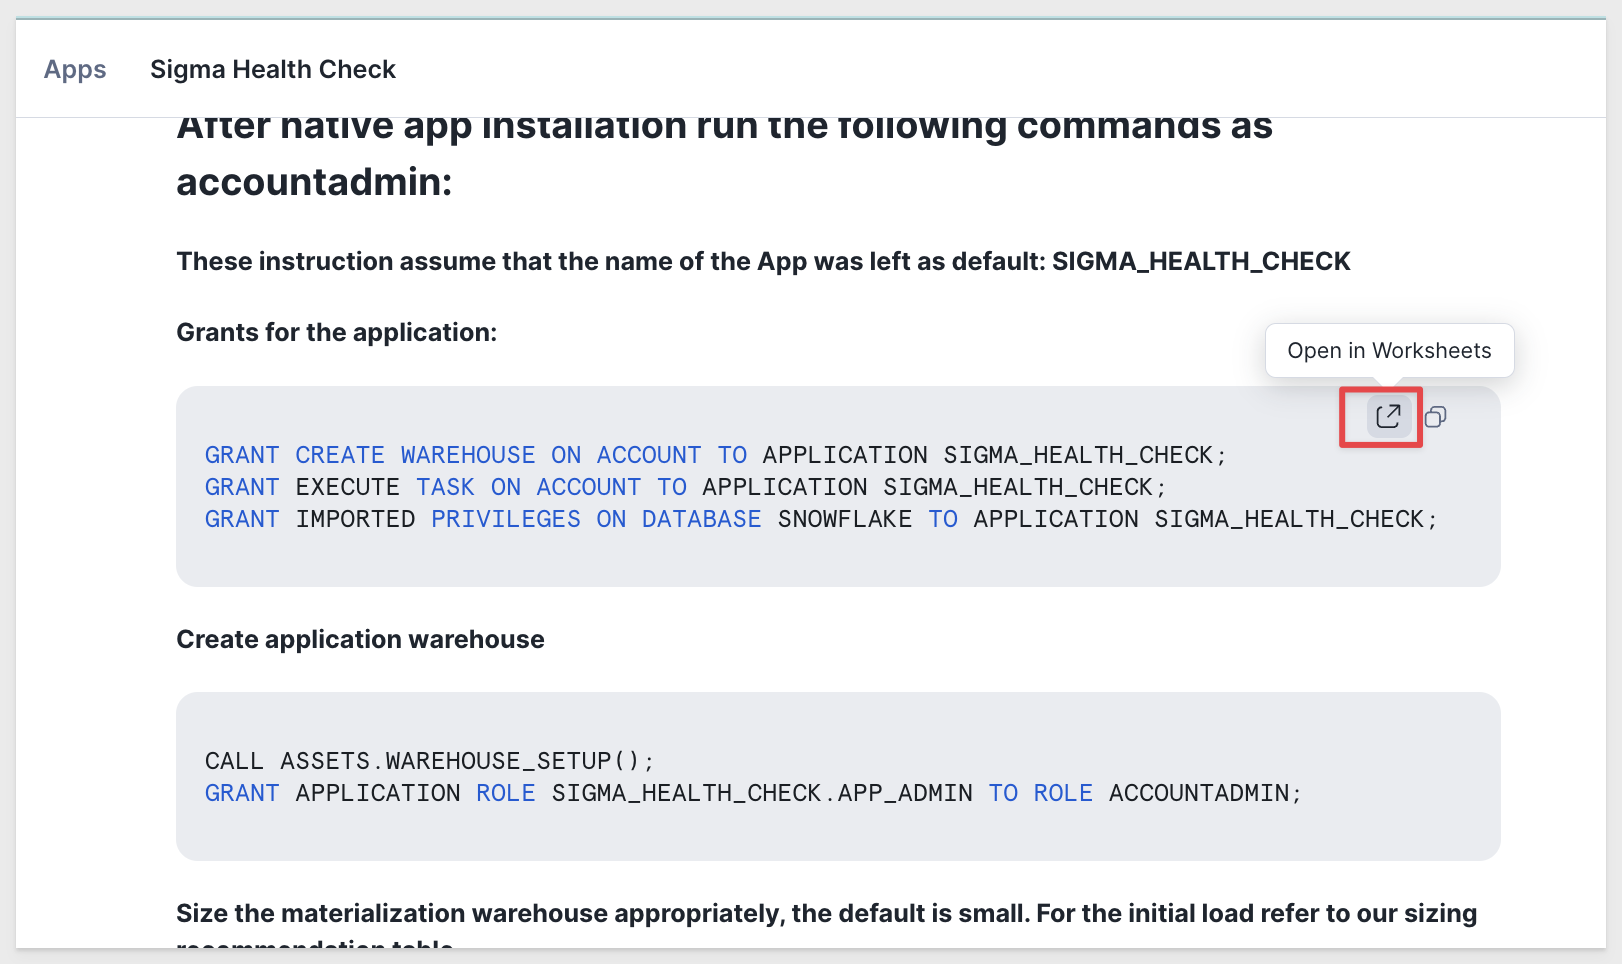 Apps Sigma Health Check
After native app installation run the following commands as
accountadmin:
These instruction assume that the name of the App was left as default: SIGMA_HEALTH_CHECK
Grants for the application:
Open in Worksheets
GRANT CREATE WAREHOUSE ON ACCOUNT TO APPLICATION SIGMA_HEALTH_CHECK;
GRANT EXECUTE TASK ON ACCOUNT TO APPLICATION SIGMA_HEALTH_CHECK;
GRANT IMPORTED PRIVILEGES ON DATABASE SNOWFLAKE TO APPLICATION SIGMA_HEALTH_CHECK;
Create application warehouse
CALL ASSETS.WAREHOUSE_SETUP();
GRANT APPLICATION ROLE SIGMA_HEALTH_CHECK.APP_ADMIN TO ROLE ACCOUNTADMIN;
Size the materialization warehouse appropriately, the default is small. For the initial load refer to our sizing
recommendation table